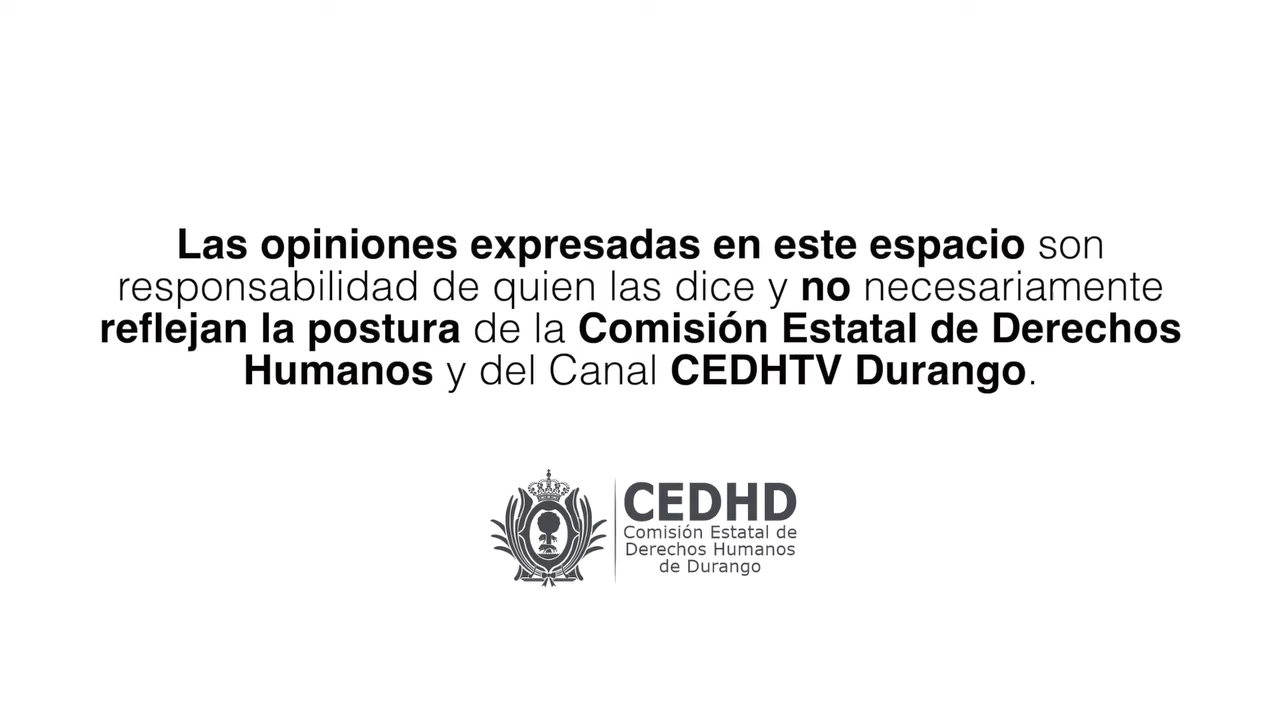 Las opiniones expresadas en este espacio son
responsabilidad de quien las dice y no necesariamente
reflejan la postura de la Comisión Estatal de Derechos
Humanos y del Canal CEDHTV Durango.
CEDHD
Comisión Estatal de
Derechos Humanos
de Durango